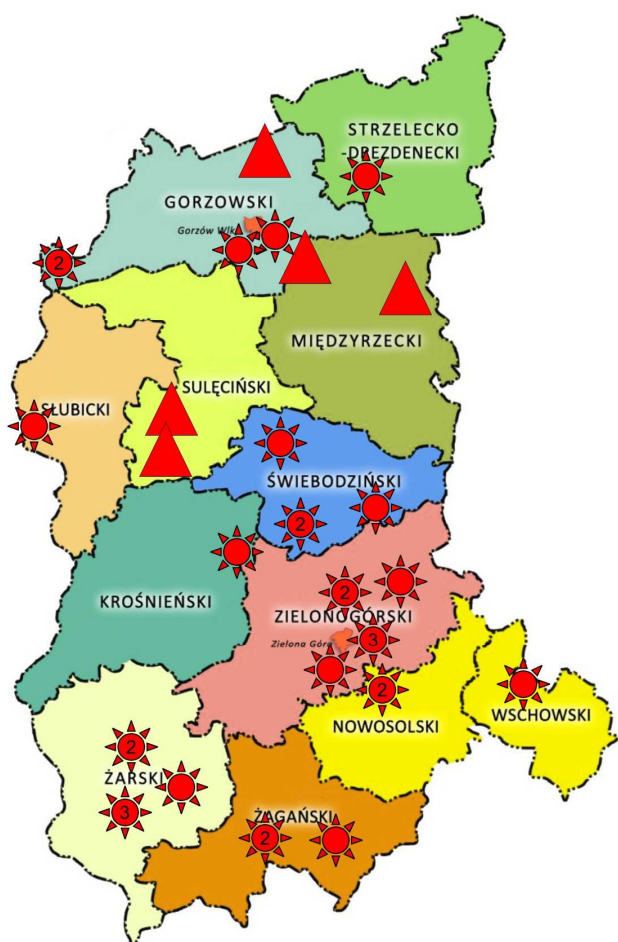 STRZELECKO
-DREZDENECKI
GORZOWSKI
Gorzów Wlk
2
MIĘDZYRZECKI
SULĘCIŃSKI
SŁUBICKI
ŚWIEBODZIŃSKI
2
KROŚNIEŃSKI
2
ZIELONOGÓRSKI
Zielona Góra
3
2
NOWOSOLSKI
WSCHOWSKI
2
ŻARSKI
3
ŻAGAŃSKI
2